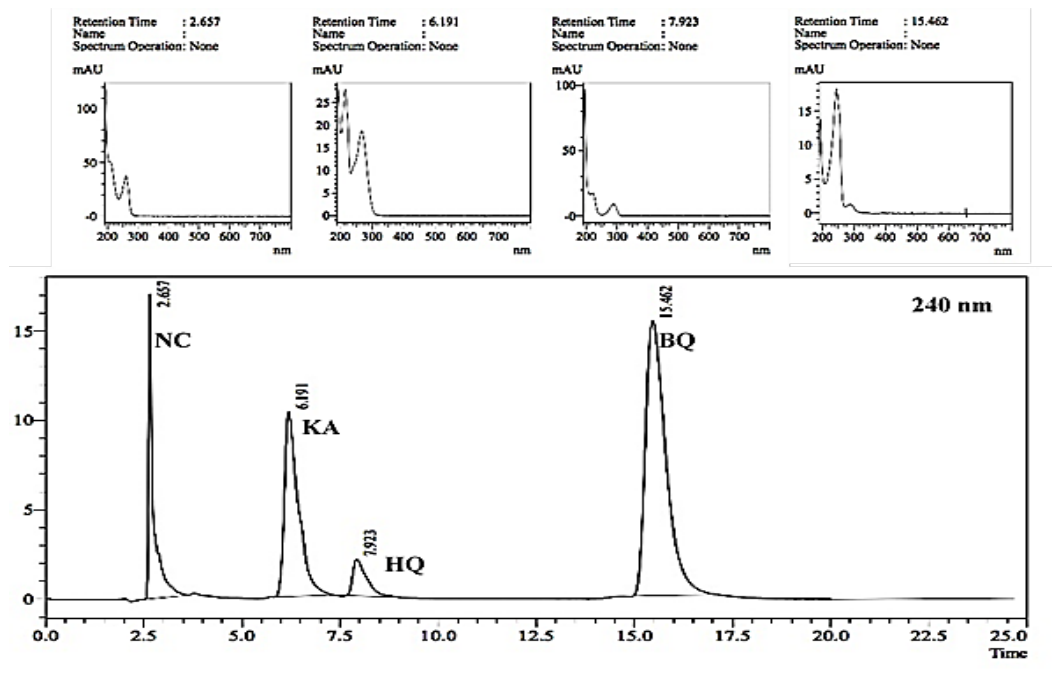 Retention Time : 2.657
Name :
Spectrum Operation: None
mAU
100
50
-0
200 300 400 500 600 700
nm
Retention Time : 6.191
Name :
Spectrum Operation: None
mAU
25
20
15
10
5
0
200 300 400 500 600 700
nm
Retention Time : 7.923
Name :
Spectrum Operation: None
mAU
100
50
-0
200 300 400 500 600 700
nm
Retention Time : 15.462
Name :
Spectrum Operation: None
mAU
15
10
5
0
200 300 400 500 600 700
nm
240 nm
15
10
5
0
2.657
NC
6.191
KA
7.923
HQ
15.462
BQ
0.0 2.5 5.0 7.5 10.0 12.5 15.0 17.5 20.0 22.5 25.0
Time